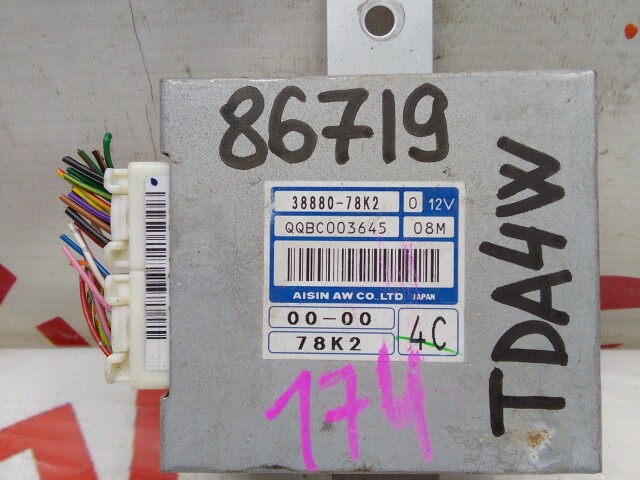 86719
38880-78K2 0 12V
QQBC003645 08M
AISIN AW CO., LTD. JAPAN
00-00
78K2 4C
174
TDA4W